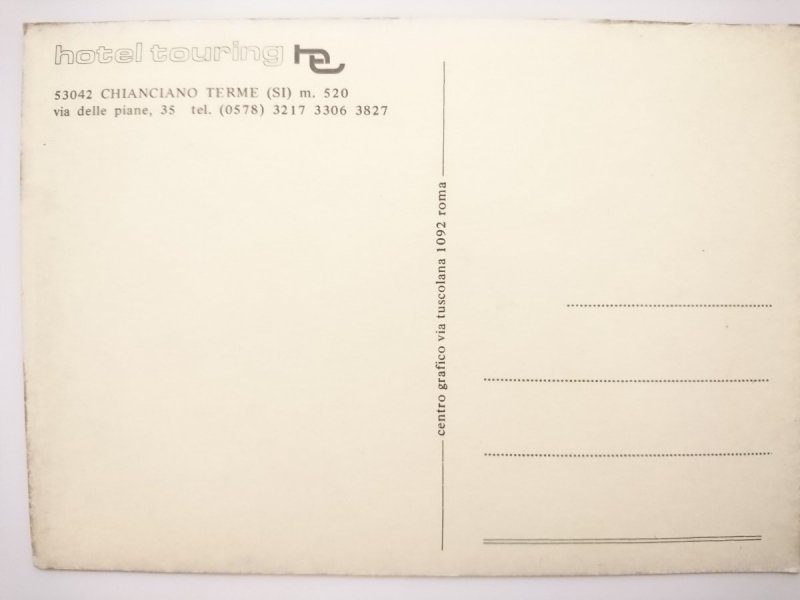 hotel touring
53042 CHIANCIANO TERME (SI) m. 520
via delle piane, 35 tel. (0578) 3217 3306 3827
centro grafico via tuscolana 1092 roma